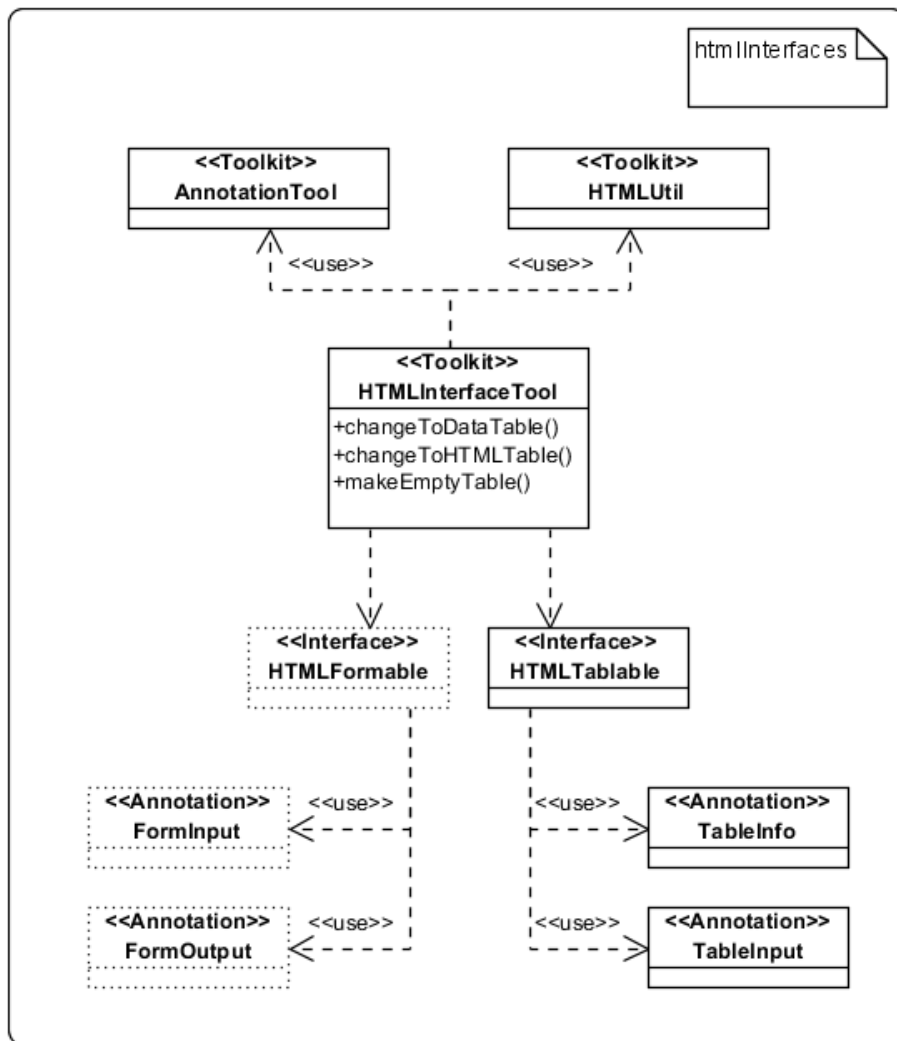 htmlInterfaces
<<Toolkit>>
AnnotationTool
<<Toolkit>>
HTMLUtil
<<use>>
<<use>>
<<Toolkit>>
HTMLInterfaceTool
+changeToDataTable()
+changeToHTMLTable()
+makeEmptyTable()
<<Interface>>
HTMLFormable
<<Interface>>
HTMLTablable
<<Annotation>>
FormInput
<<use>>
<<use>>
<<Annotation>>
TableInfo
<<Annotation>>
FormOutput
<<use>>
<<use>>
<<Annotation>>
TableInput